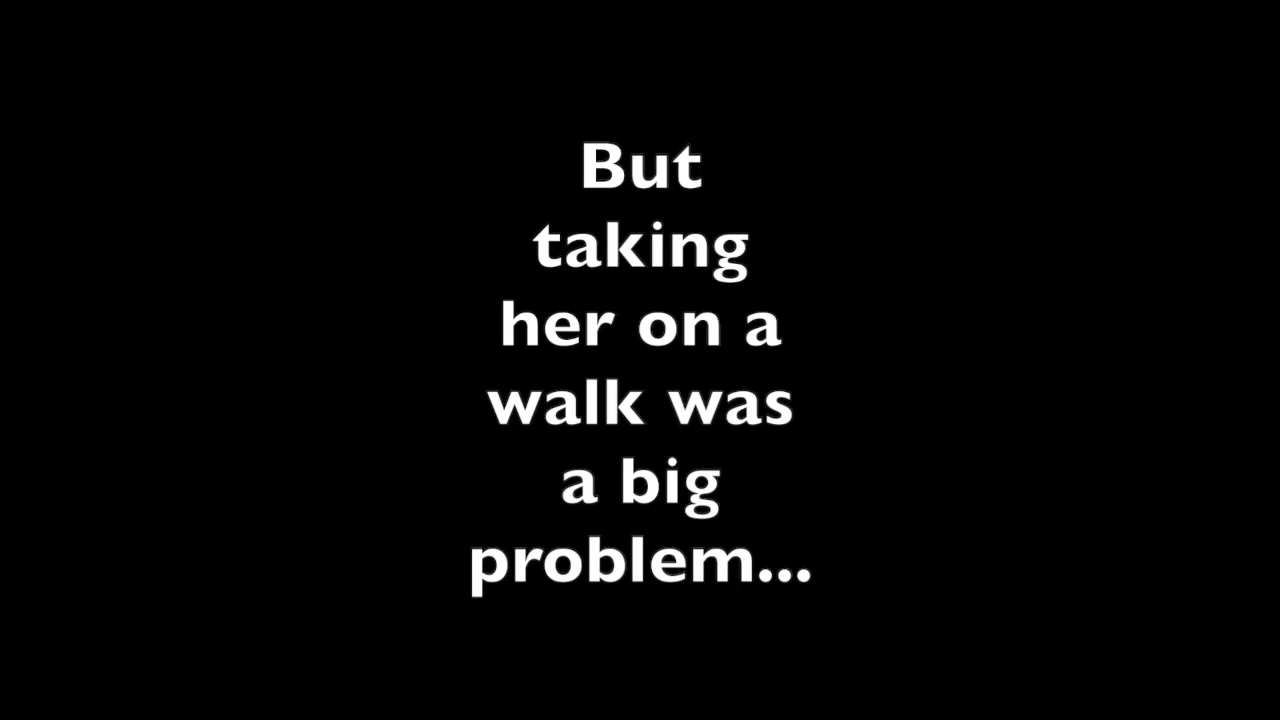 But
taking
her on a
walk was
a big
problem...